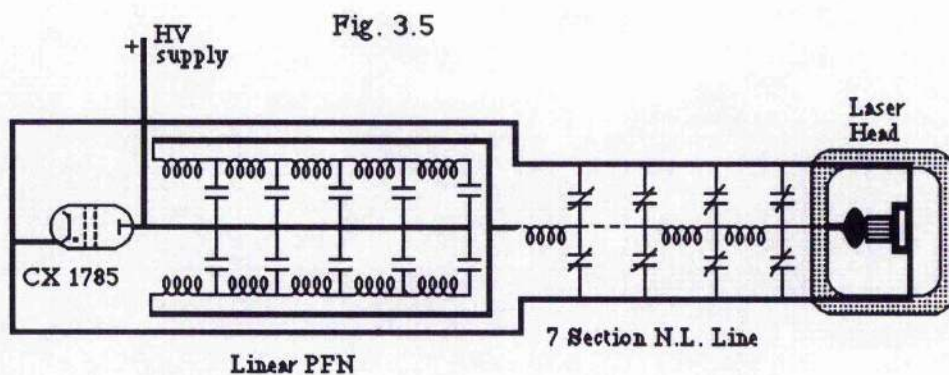 Fig. 3.5
+ HV
supply
Laser
Head
CX 1785
7 Section N.L. Line
Linear PFN